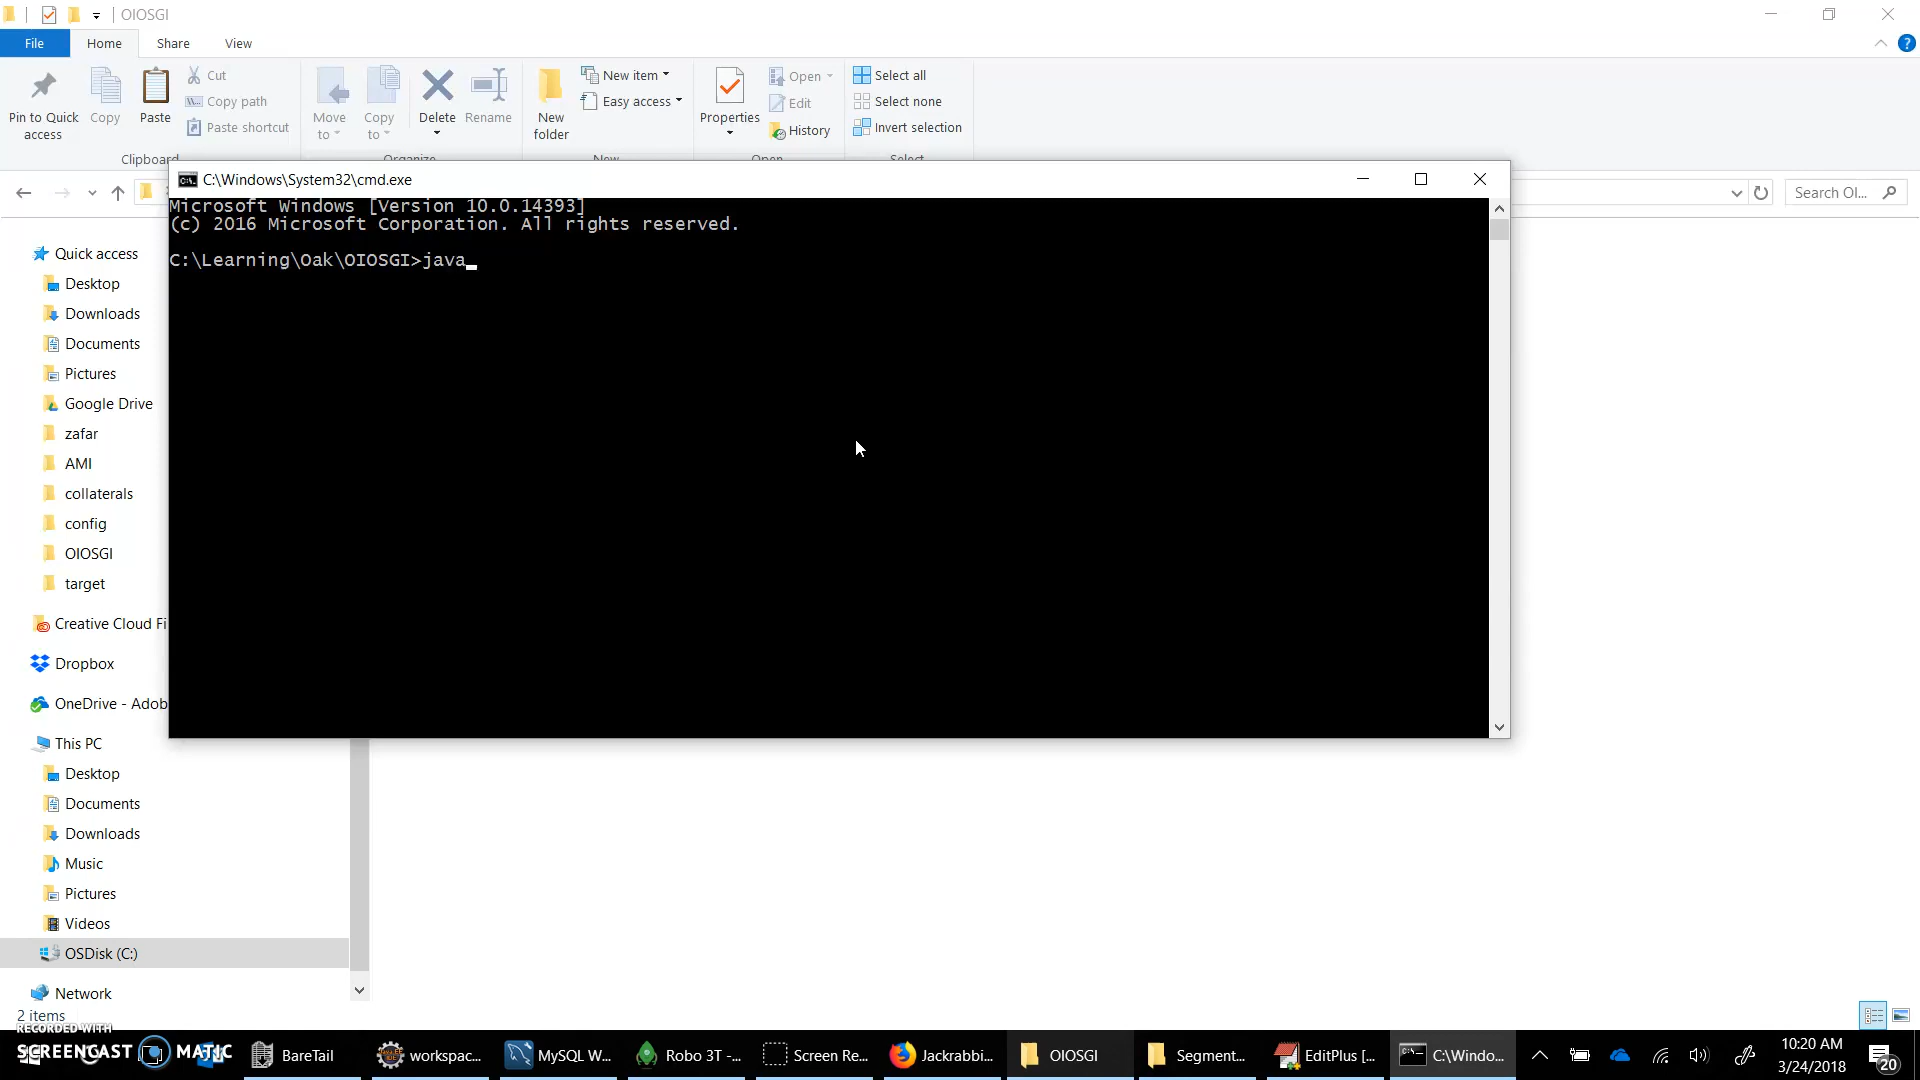 OIOSGI
File
Home
Share
View
Pin to Quick access
Copy
Paste
Cut
Copy path
Paste shortcut
Clipboard
Move to
Copy to
Delete
Rename
Organize
New folder
New item
Easy access
New
Properties
Open
Edit
History
Open
Select all
Select none
Invert selection
Select
Search OI...
C:\Windows\System32\cmd.exe
Microsoft Windows [Version 10.0.14393]
(c) 2016 Microsoft Corporation. All rights reserved.
C:\Learning\Oak\OIOSGI>java
Quick access
Desktop
Downloads
Documents
Pictures
Google Drive
zafar
AMI
collaterals
config
OIOSGI
target
Creative Cloud Fi
Dropbox
OneDrive - Adob
This PC
Desktop
Documents
Downloads
Music
Pictures
Videos
OSDisk (C:)
Network
2 items
RECORDED WITH
SCREENCAST MATIC
BareTail
workspac...
MySQL W...
Robo 3T -...
Screen Re...
Jackrabbi...
OIOSGI
Segment...
EditPlus [...
C:\Windo...
10:20 AM
3/24/2018
20